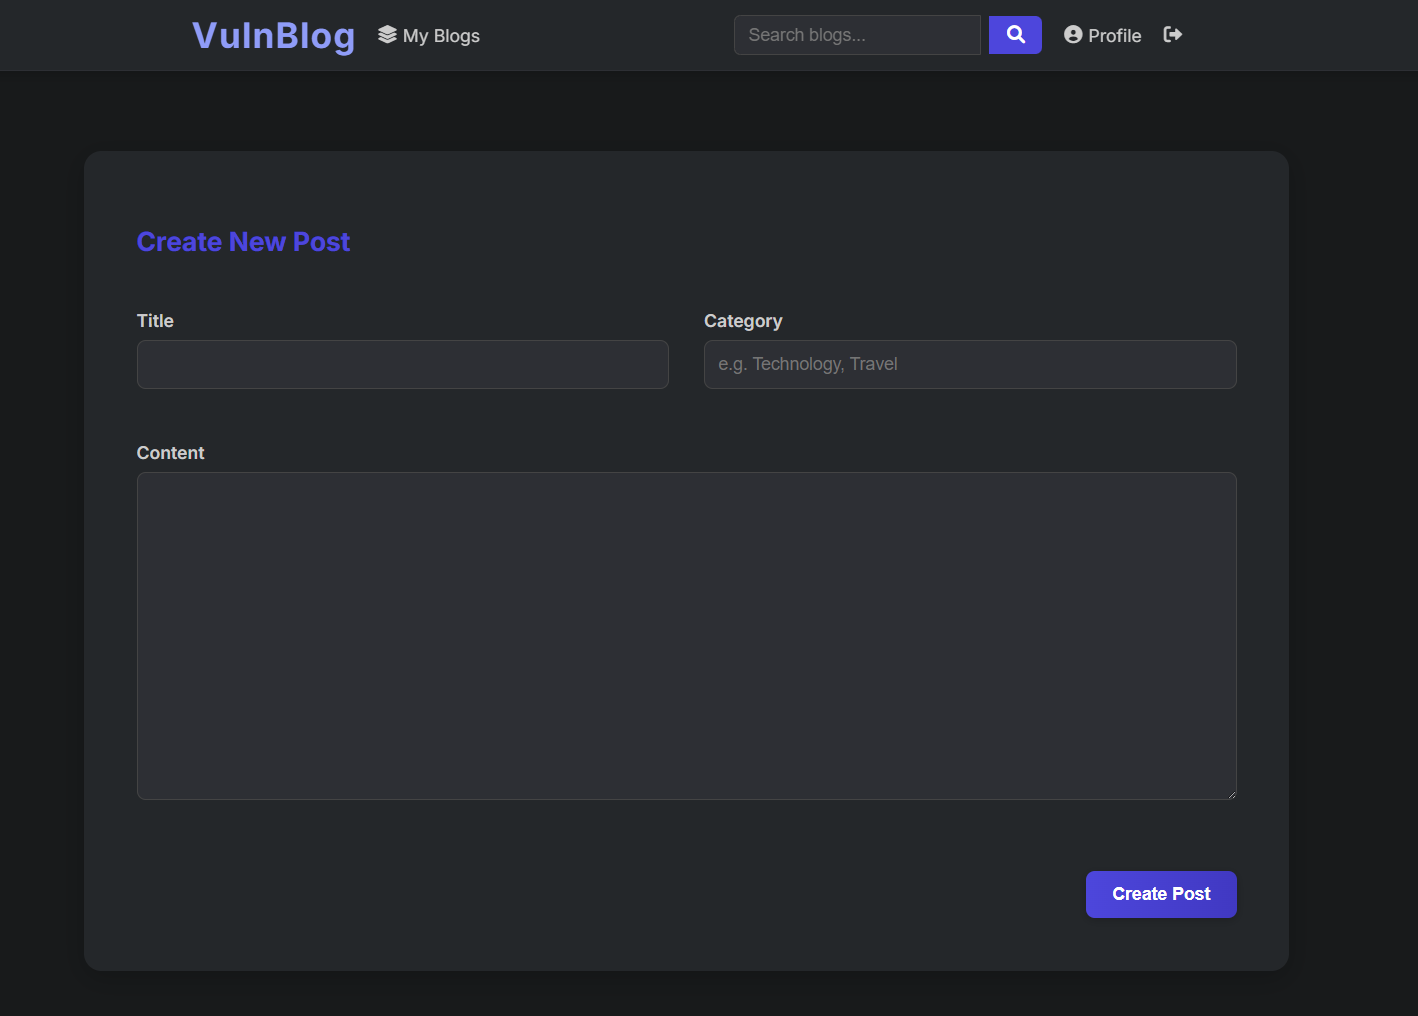 VulnBlog My Blogs Search blogs... Profile
Create New Post
Title Category
e.g. Technology, Travel
Content
Create Post